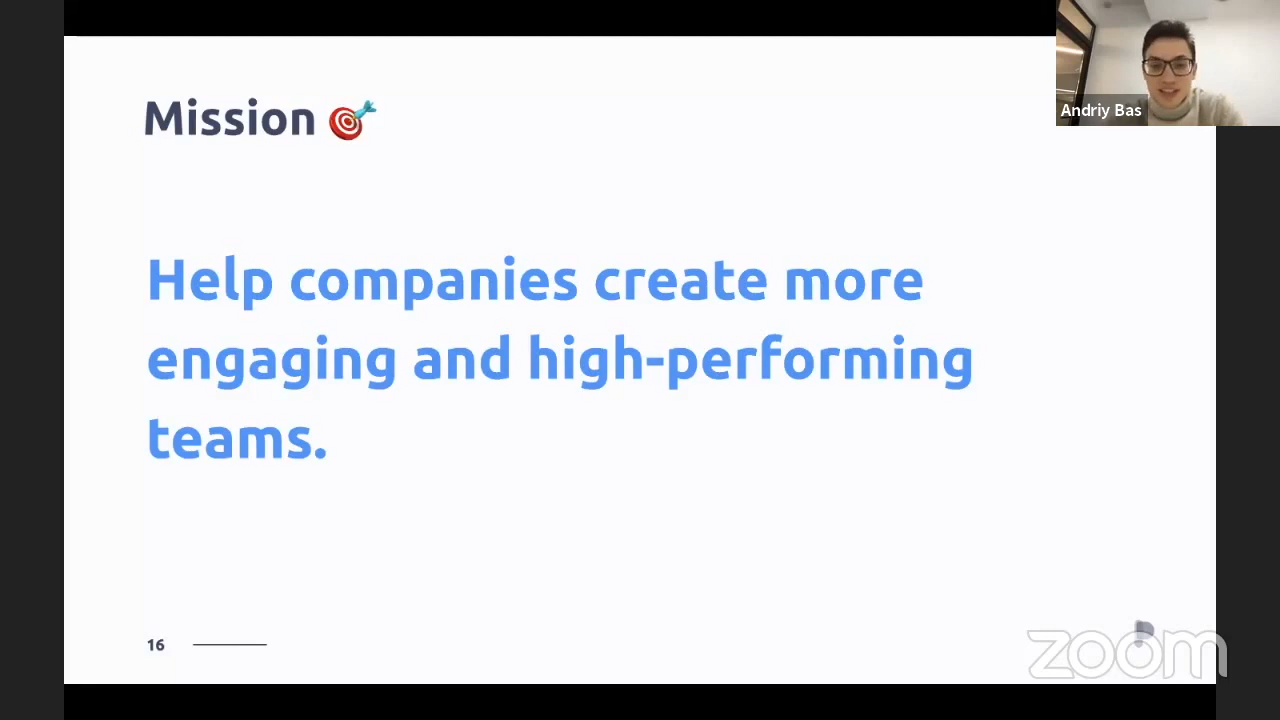 Mission 🎯
Andriy Bas
Help companies create more
engaging and high-performing
teams.
16
zoom